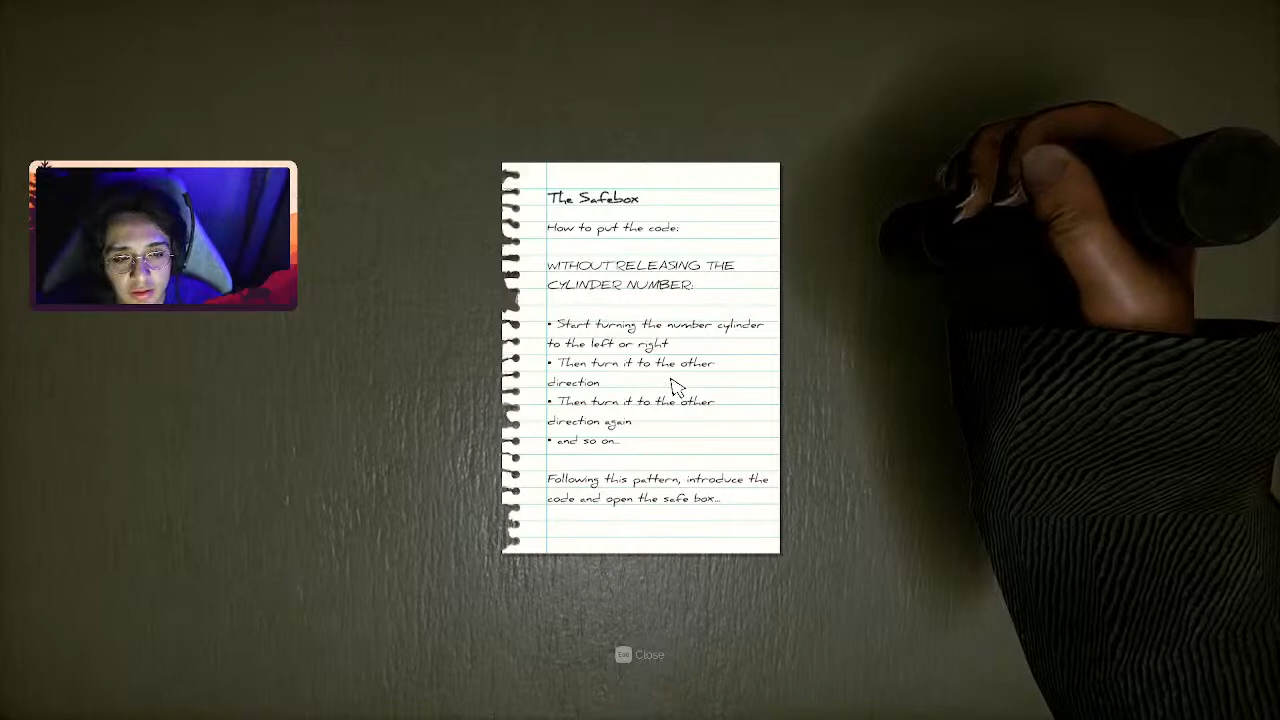 The Safebox
How to put the code:
WITHOUT RELEASING THE
CYLINDER NUMBER:
• Start turning the number cylinder
to the left or right
• Then turn it to the other
direction
• Then turn it to the other
direction again
• and so on...
Following this pattern, introduce the
code and open the safe box...
Esc Close